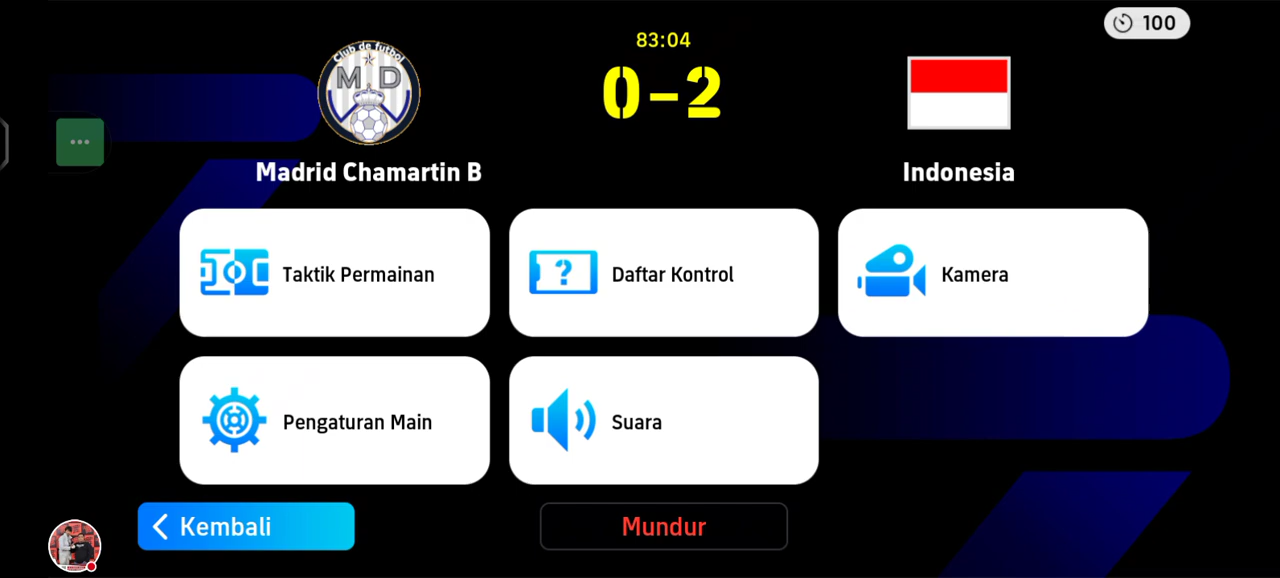 100
83:04
0-2
Club de futbol
M D
Madrid Chamartin B
Indonesia
Taktik Permainan
Daftar Kontrol
Kamera
Pengaturan Main
Suara
Kembali
Mundur